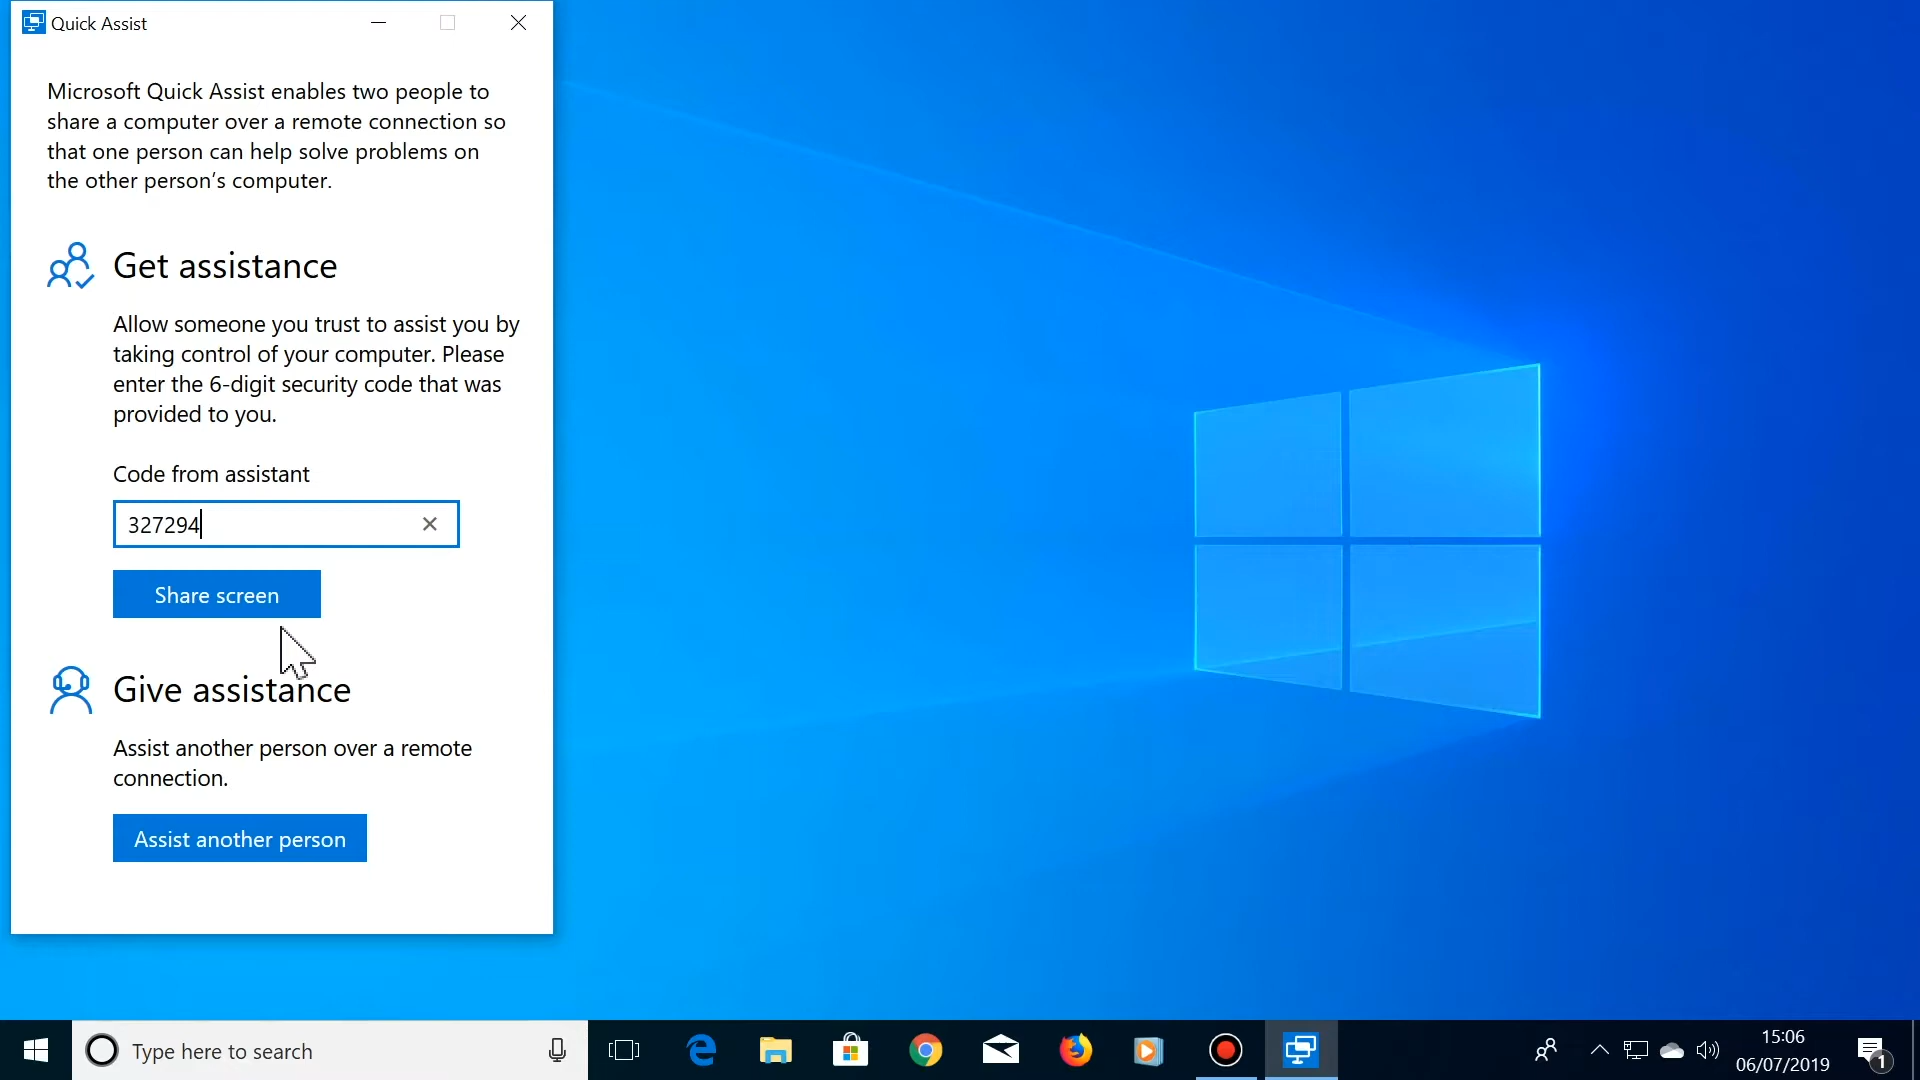 Quick Assist
Microsoft Quick Assist enables two people to
share a computer over a remote connection so
that one person can help solve problems on
the other person's computer.
Get assistance
Allow someone you trust to assist you by
taking control of your computer. Please
enter the 6-digit security code that was
provided to you.
Code from assistant
327294
Share screen
Give assistance
Assist another person over a remote
connection.
Assist another person
Type here to search
15:06
06/07/2019
1